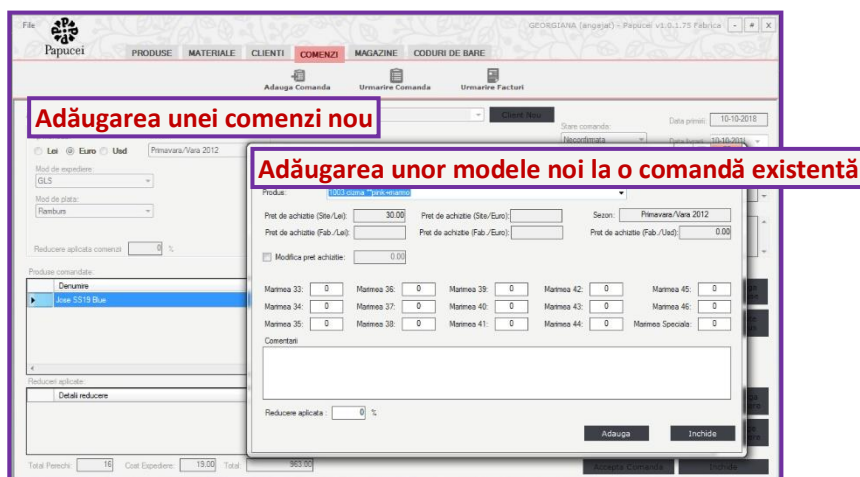 File
Papucei
GEORGIANA (angajat) - Papucei v1.0.1.75 Fabrica
PRODUSE MATERIALE CLIENTI COMENZI MAGAZINE CODURI DE BARE
Adauga Comanda Urmarire Comanda Urmarire Facturi
Adăugarea unei comenzi nou
Client Nou
Stare comanda:
Data primirii: 10-10-2018
Neconfirmata
Lei Euro Usd Primavara/Vara 2012
Adăugarea unor modele noi la o comandă existentă
Mod de expediere:
GLS
Mod de plata:
Ramburs
Reducere aplicata comenzii 0 %
Produse comandate:
Denumire
Jose SS19 Blue
Reduceri aplicate:
Detalii reducere
Total Perechi: 16 Cost Expediere: 19.00 Total: 963.00
Produs:
Pret de achizitie (Site/Lei): 30.00 Pret de achizitie (Site/Euro): Sezon: Primavara/Vara 2012
Pret de achizitie (Fab./Lei): Pret de achizitie (Fab./Euro): Pret de achizitie (Fab./Usd): 0.00
Modifica pret achizitie: 0.00
Marimea 33: 0 Marimea 36: 0 Marimea 39: 0 Marimea 42: 0 Marimea 45: 0
Marimea 34: 0 Marimea 37: 0 Marimea 40: 0 Marimea 43: 0 Marimea 46: 0
Marimea 35: 0 Marimea 38: 0 Marimea 41: 0 Marimea 44: 0 Marimea Speciala: 0
Comentarii
Reducere aplicata : 0 %
Adauga Inchide
Accepta Comanda Inchide